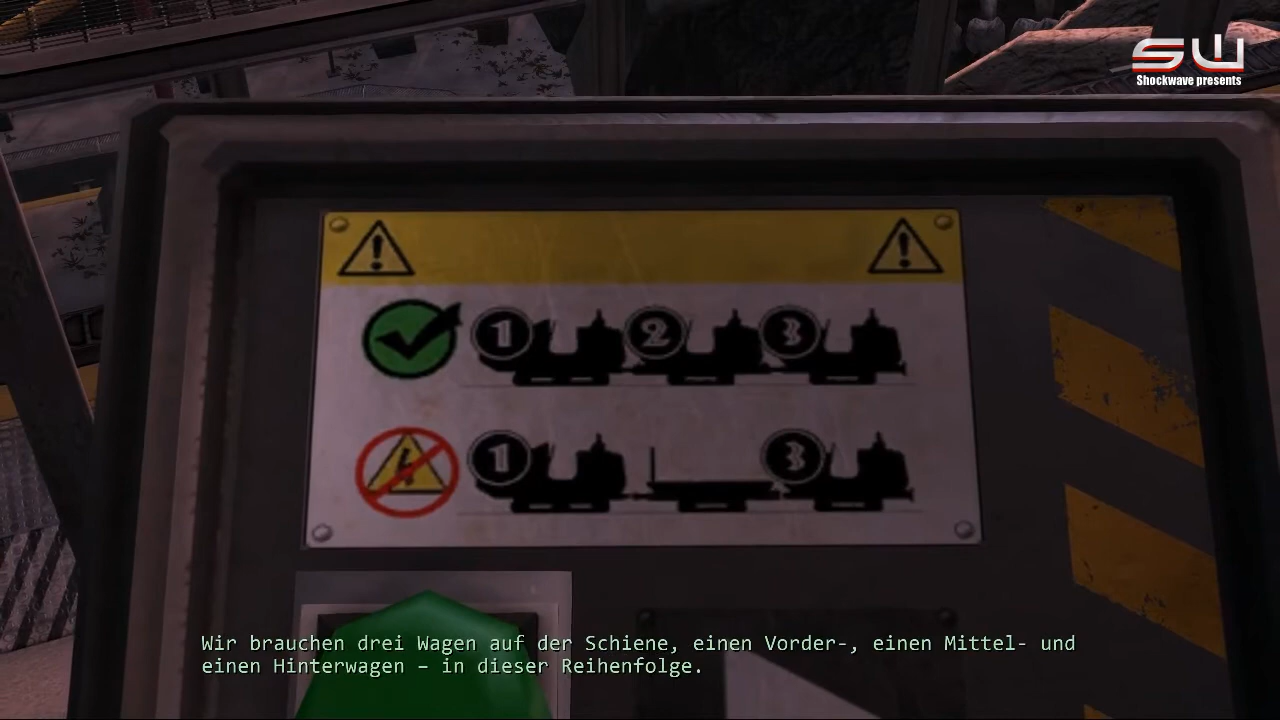 SW
Shockwave presents
1 2 3
1 3
Wir brauchen drei Wagen auf der Schiene, einen Vorder-, einen Mittel- und
einen Hinterwagen – in dieser Reihenfolge.